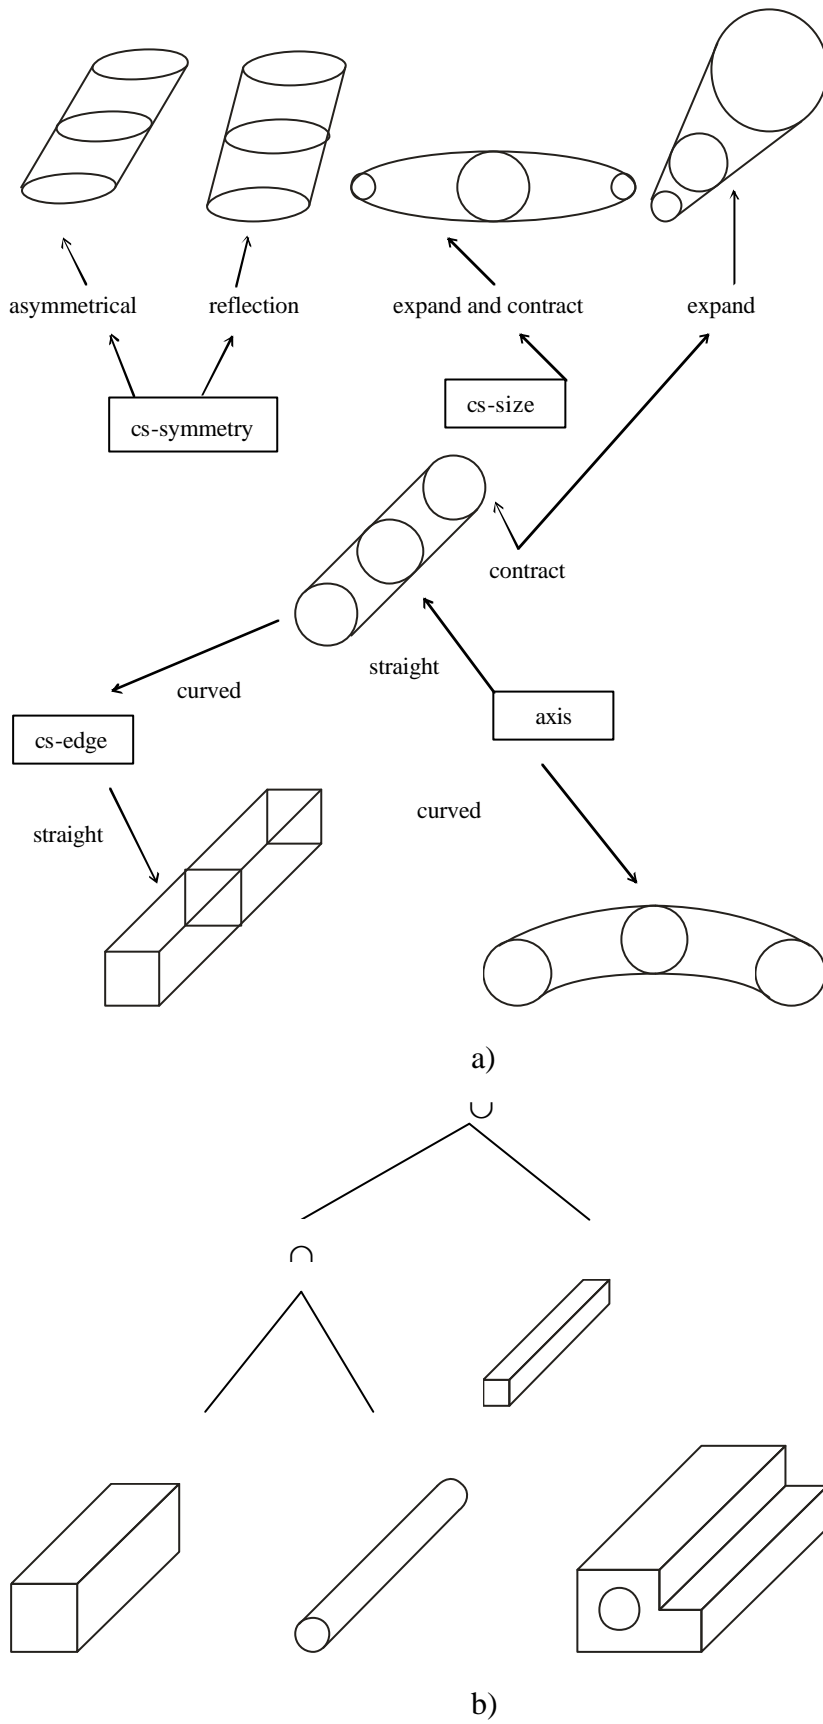 asymmetrical reflection expand and contract expand
cs-symmetry cs-size
contract
straight
curved
axis
cs-edge
curved
straight
a)
∪
∩
b)